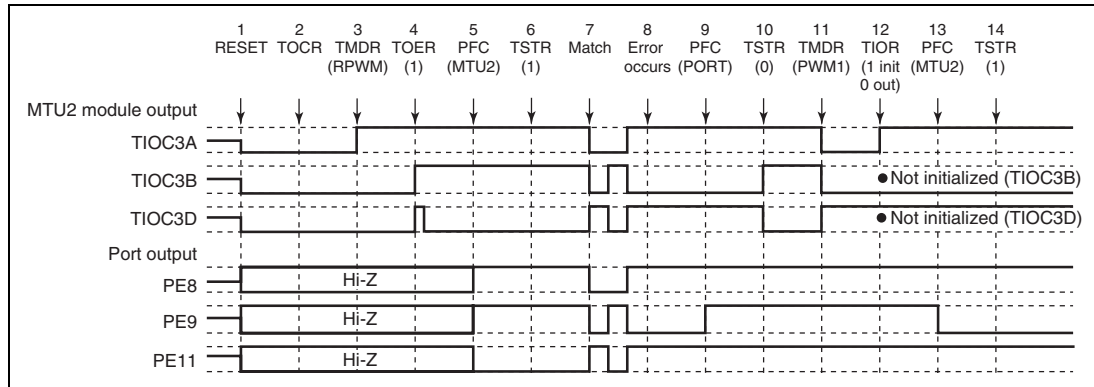 1 2 3 4 5 6 7 8 9 10 11 12 13 14
RESET TOCR TMDR TOER PFC TSTR Match Error PFC TSTR TMDR TIOR PFC TSTR
(RPWM) (1) (MTU2) (1) occurs (PORT) (0) (PWM1) (1 init (MTU2) (1)
0 out)
MTU2 module output
TIOC3A
TIOC3B ● Not initialized (TIOC3B)
TIOC3D ● Not initialized (TIOC3D)
Port output
PE8 Hi-Z
PE9 Hi-Z
PE11 Hi-Z